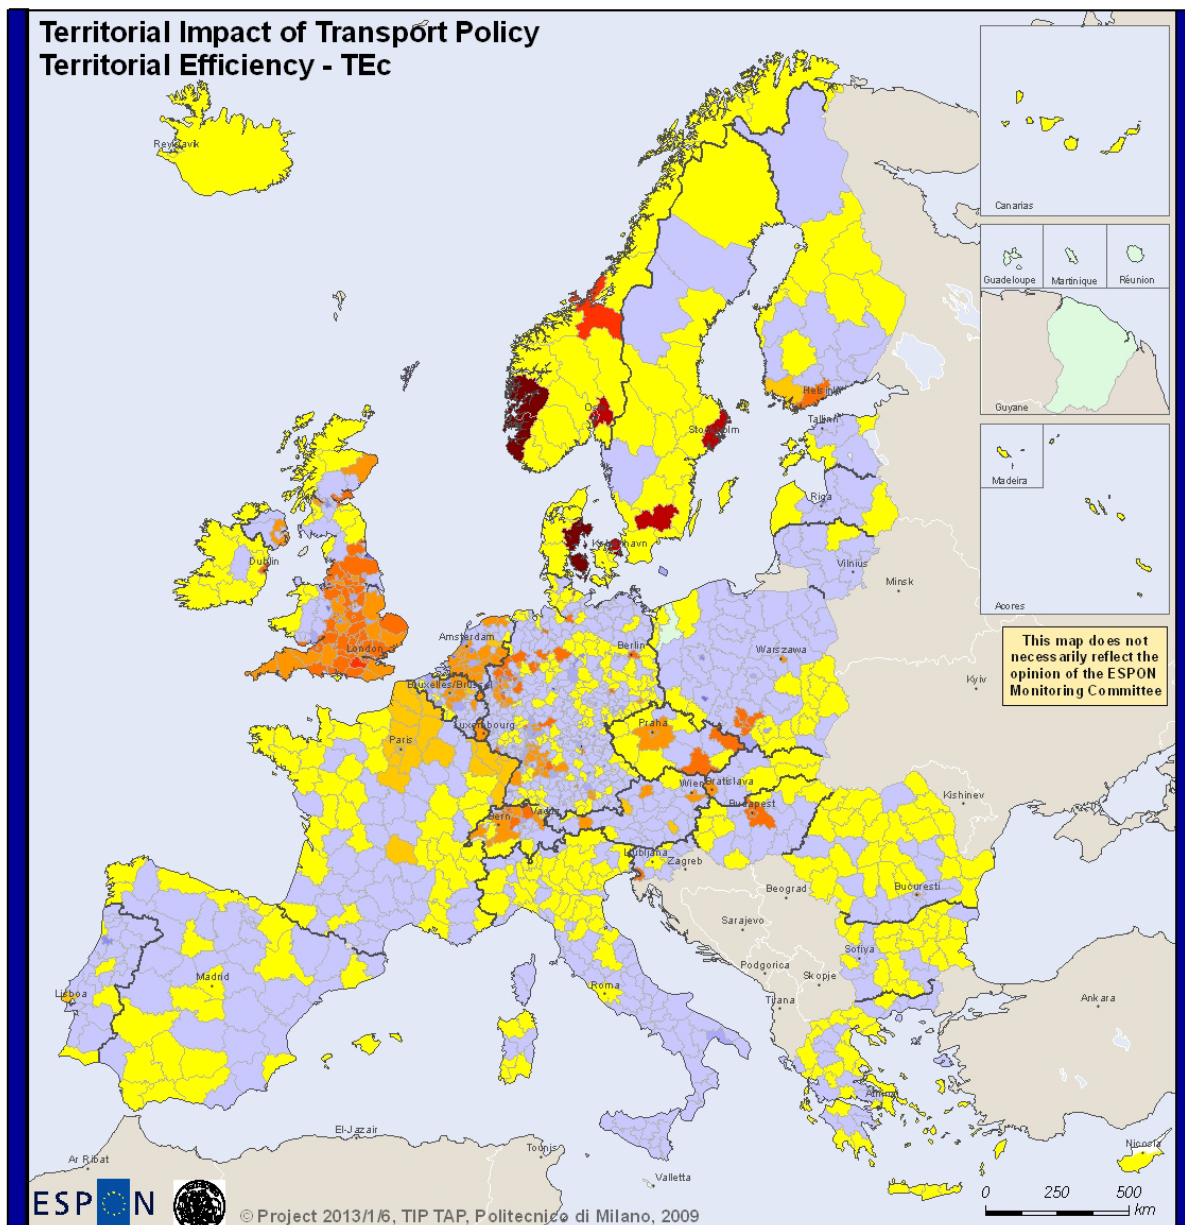 Territorial Impact of Transport Policy
Territorial Efficiency - TEc
Reykjavik
Canarias
Guadeloupe
Martinique
Réunion
Guyane
Madeira
Acores
This map does not
necessarily reflect the
opinion of the ESPON
Monitoring Committee
Helsinki
Tallinn
Stockholm
Riga
Vilnius
Minsk
Dublin
København
London
Amsterdam
Berlin
Warszawa
Kyiv
Bruxelles/Brussel
Luxembourg
Praha
Paris
Wien
Bratislava
Budapest
Kishinev
Bern
Vaduz
Ljubljana
Zagreb
Beograd
Bucuresti
Sarajevo
Sofiya
Podgorica
Skopje
Tirana
Ankara
Madrid
Lisboa
Roma
Athinai
El-Jazair
Tounis
Ar Ribat
Valletta
Nicosia
0 250 500
km
ESPON
© Project 2013/1/6, TIP TAP, Politecnico di Milano, 2009